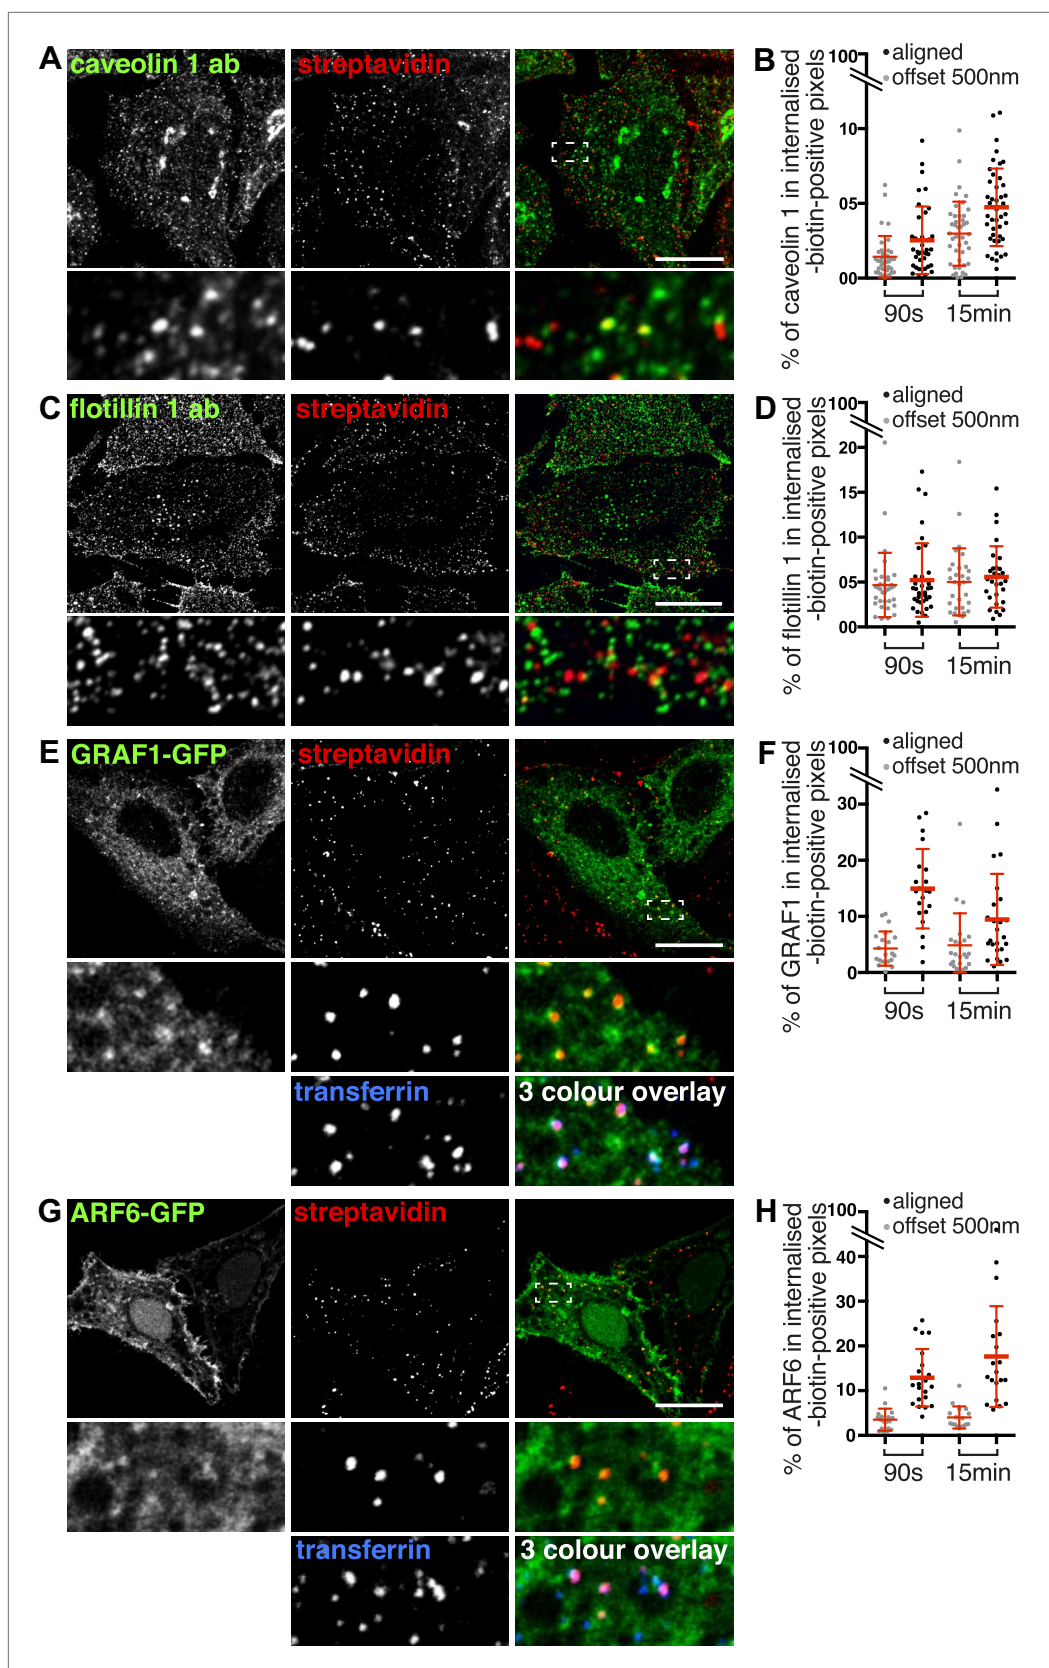 A
caveolin 1 ab
streptavidin
B
% of caveolin 1 in internalised
-biotin-positive pixels
aligned
offset 500nm
100
10
05
00
90s
15min
C
flotillin 1 ab
streptavidin
D
% of flotillin 1 in internalised
-biotin-positive pixels
aligned
offset 500nm
100
20
15
10
05
00
90s
15min
E
GRAF1-GFP
streptavidin
transferrin
3 colour overlay
F
% of GRAF1 in internalised
-biotin-positive pixels
aligned
offset 500nm
100
30
20
10
0
90s
15min
G
ARF6-GFP
streptavidin
transferrin
3 colour overlay
H
% of ARF6 in internalised
-biotin-positive pixels
aligned
offset 500nm
100
40
30
20
10
0
90s
15min